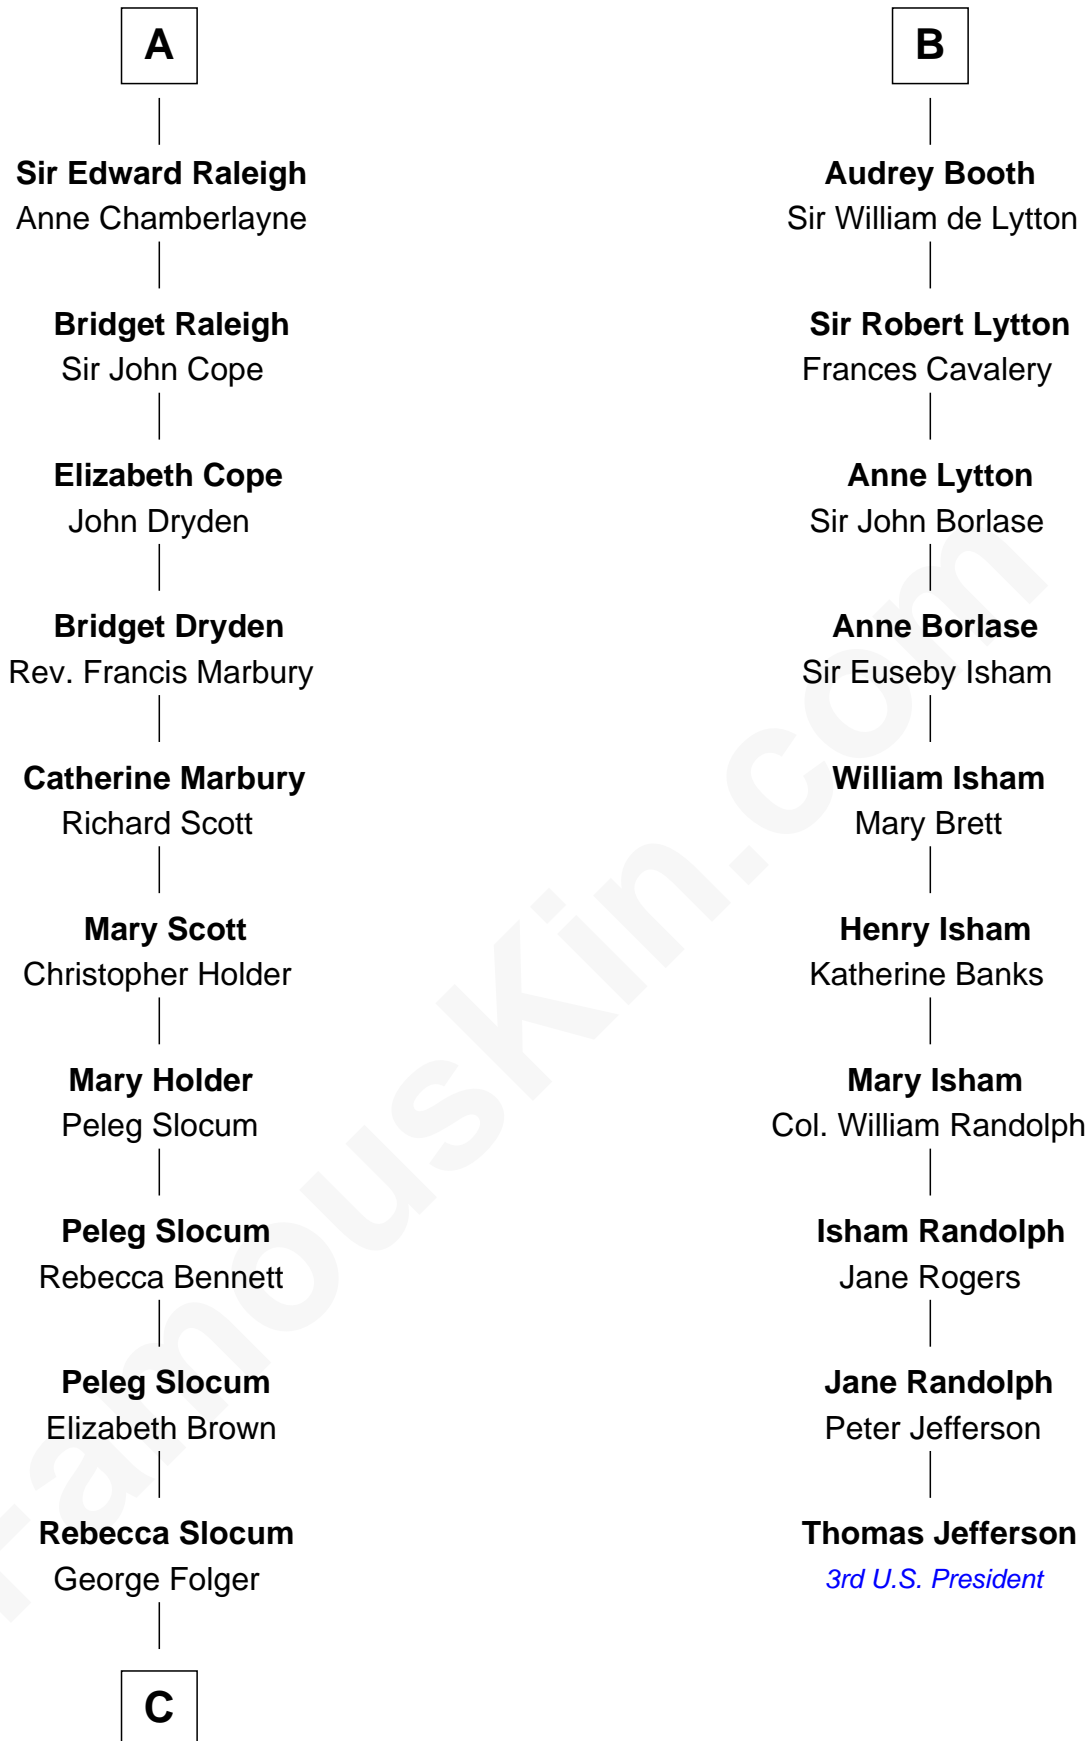 A
Sir Edward Raleigh
Anne Chamberlayne
Bridget Raleigh
Sir John Cope
Elizabeth Cope
John Dryden
Bridget Dryden
Rev. Francis Marbury
Catherine Marbury
Richard Scott
Mary Scott
Christopher Holder
Mary Holder
Peleg Slocum
Peleg Slocum
Rebecca Bennett
Peleg Slocum
Elizabeth Brown
Rebecca Slocum
George Folger
C
B
Audrey Booth
Sir William de Lytton
Sir Robert Lytton
Frances Cavalery
Anne Lytton
Sir John Borlase
Anne Borlase
Sir Euseby Isham
William Isham
Mary Brett
Henry Isham
Katherine Banks
Mary Isham
Col. William Randolph
Isham Randolph
Jane Rogers
Jane Randolph
Peter Jefferson
Thomas Jefferson
3rd U.S. President
FamousKin.com